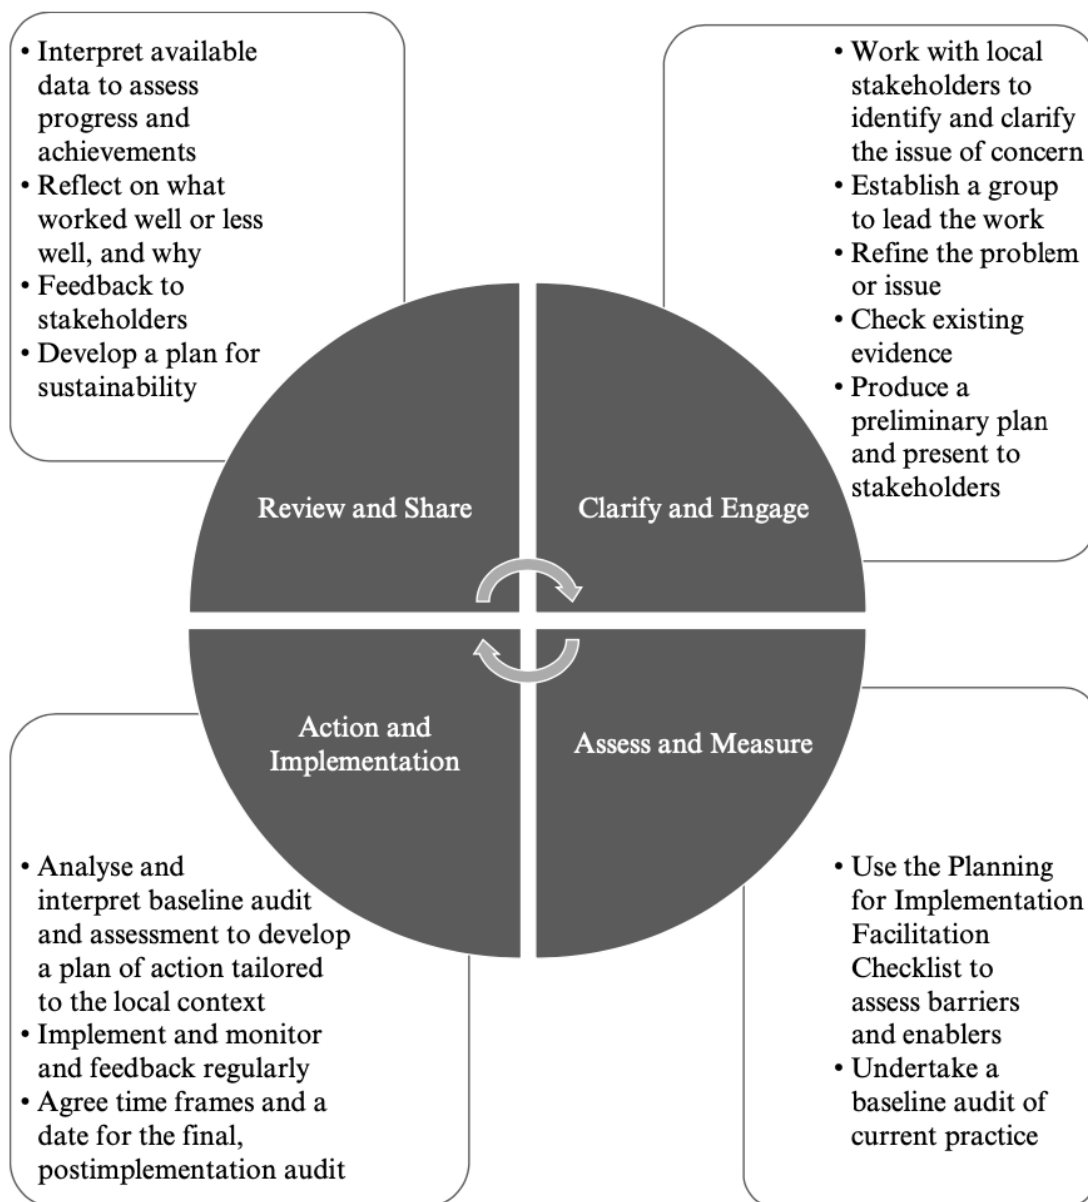 • Interpret available
data to assess
progress and
achievements
• Reflect on what
worked well or less
well, and why
• Feedback to
stakeholders
• Develop a plan for
sustainability
• Work with local
stakeholders to
identify and clarify
the issue of concern
• Establish a group
to lead the work
• Refine the problem
or issue
• Check existing
evidence
• Produce a
preliminary plan
and present to
stakeholders
Review and Share
Clarify and Engage
Action and
Implementation
Assess and Measure
• Analyse and
interpret baseline audit
and assessment to develop
a plan of action tailored
to the local context
• Implement and monitor
and feedback regularly
• Agree time frames and a
date for the final,
postimplementation audit
• Use the Planning
for Implementation
Facilitation
Checklist to
assess barriers
and enablers
• Undertake a
baseline audit of
current practice